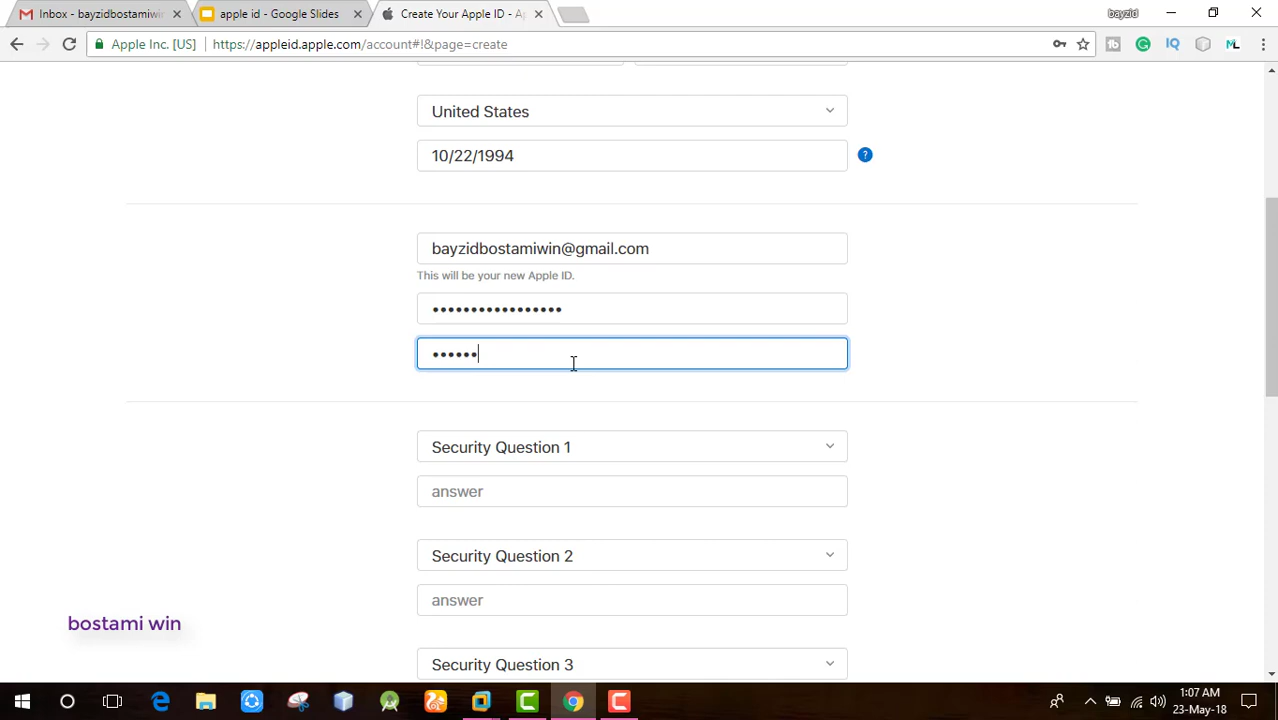 Inbox - bayzidbostamiwin
apple id - Google Slides
Create Your Apple ID - Ap
bayzid
Apple Inc. [US]
https://appleid.apple.com/account#!&page=create
United States
10/22/1994
?
bayzidbostamiwin@gmail.com
This will be your new Apple ID.
•••••••••••••••••
••••••
Security Question 1
answer
Security Question 2
answer
Security Question 3
bostami win
1:07 AM
23-May-18